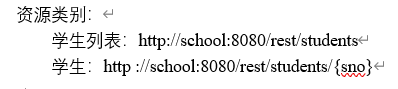 资源类别：
学生列表：http://school:8080/rest/students
学生：http ://school:8080/rest/students/{sno}